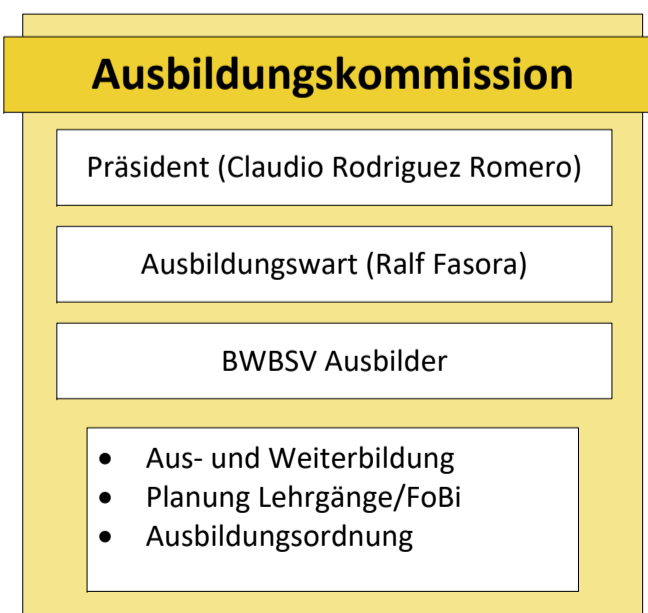 Ausbildungskommission
Präsident (Claudio Rodriguez Romero)
Ausbildungswart (Ralf Fasora)
BWBSV Ausbilder
• Aus- und Weiterbildung
• Planung Lehrgänge/FoBi
• Ausbildungsordnung